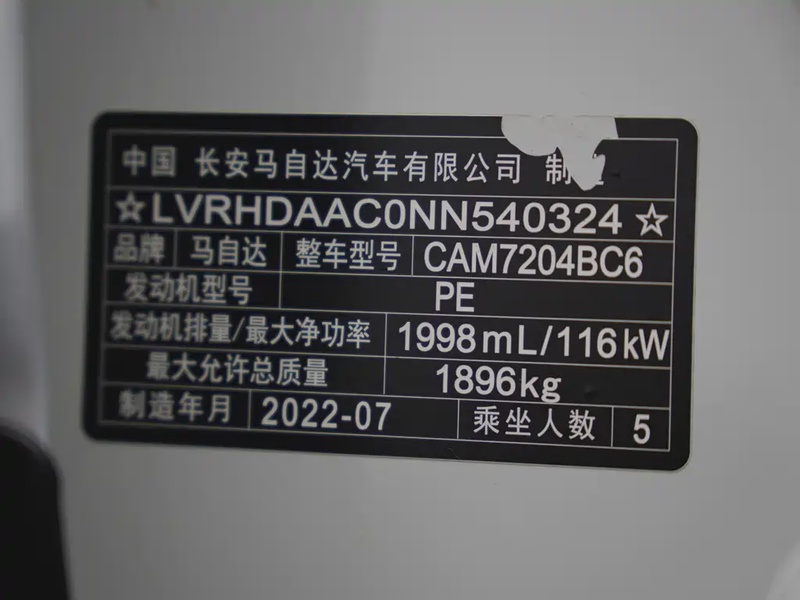 中国 长安马自达汽车有限公司 制
☆LVRHDAAC0NN540324☆
品牌 马自达 整车型号 CAM7204BC6
发动机型号 PE
发动机排量/最大净功率 1998mL/116kW
最大允许总质量 1896kg
制造年月 2022-07 乘坐人数 5